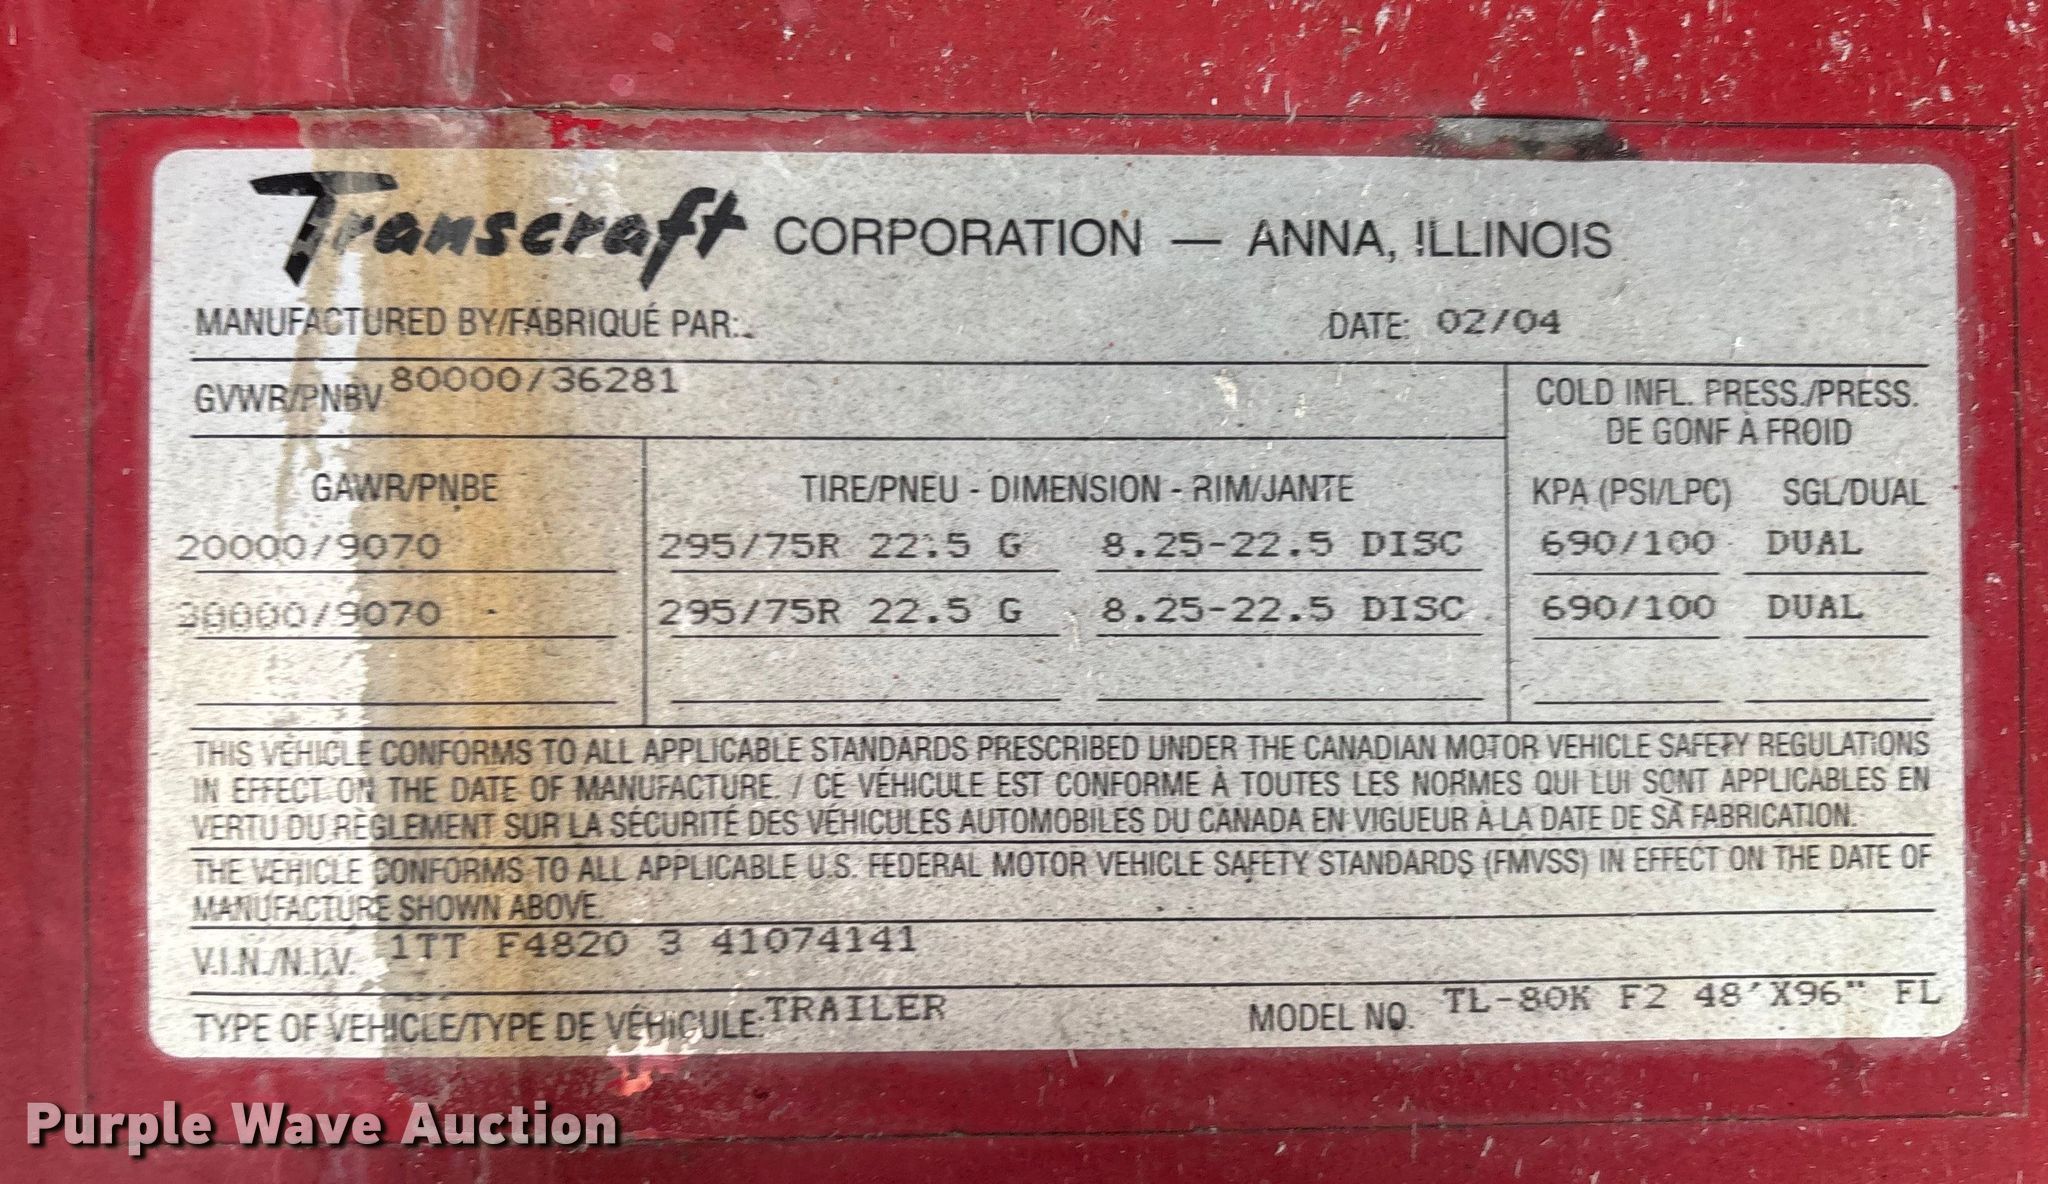 Transcraft CORPORATION — ANNA, ILLINOIS
MANUFACTURED BY/FABRIQUÉ PAR: DATE: 02/04
GVWR/PNBV 80000/36281
COLD INFL. PRESS./PRESS.
DE GONF À FROID
GAWR/PNBE TIRE/PNEU - DIMENSION - RIM/JANTE KPA (PSI/LPC) SGL/DUAL
20000/9070 295/75R 22.5 G 8.25-22.5 DISC 690/100 DUAL
295/75R 22.5 G 8.25-22.5 DISC 690/100 DUAL
THIS VEHICLE CONFORMS TO ALL APPLICABLE STANDARDS PRESCRIBED UNDER THE CANADIAN MOTOR VEHICLE SAFETY REGULATIONS
IN EFFECT ON THE DATE OF MANUFACTURE. / CE VÉHICULE EST CONFORME À TOUTES LES NORMES QUI LUI SONT APPLICABLES EN
VERTU DU RÈGLEMENT SUR LA SÉCURITÉ DES VÉHICULES AUTOMOBILES DU CANADA EN VIGUEUR À LA DATE DE SA FABRICATION.
THE VEHICLE CONFORMS TO ALL APPLICABLE U.S. FEDERAL MOTOR VEHICLE SAFETY STANDARDS (FMVSS) IN EFFECT ON THE DATE OF
MANUFACTURE SHOWN ABOVE.
V.I.N./N.I.V. 1TT F4820 3 41074141
TYPE OF VEHICLE/TYPE DE VÉHICULE: TRAILER MODEL NO. TL-80K F2 48'X96" FL
Purple Wave Auction